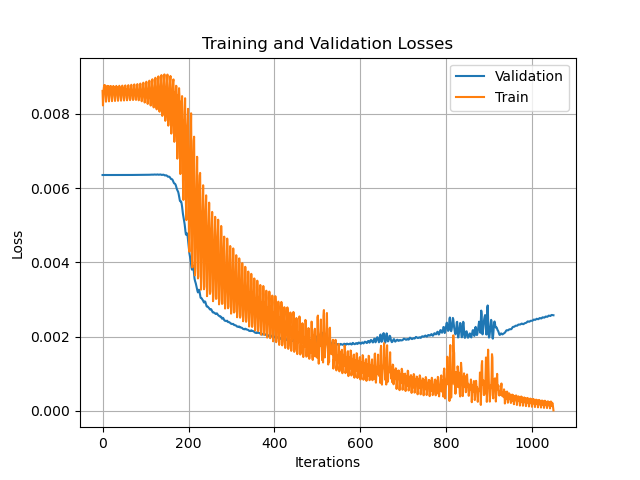 Training and Validation Losses
Validation
Train
Loss
0.008
0.006
0.004
0.002
0.000
0
200
400
600
800
1000
Iterations